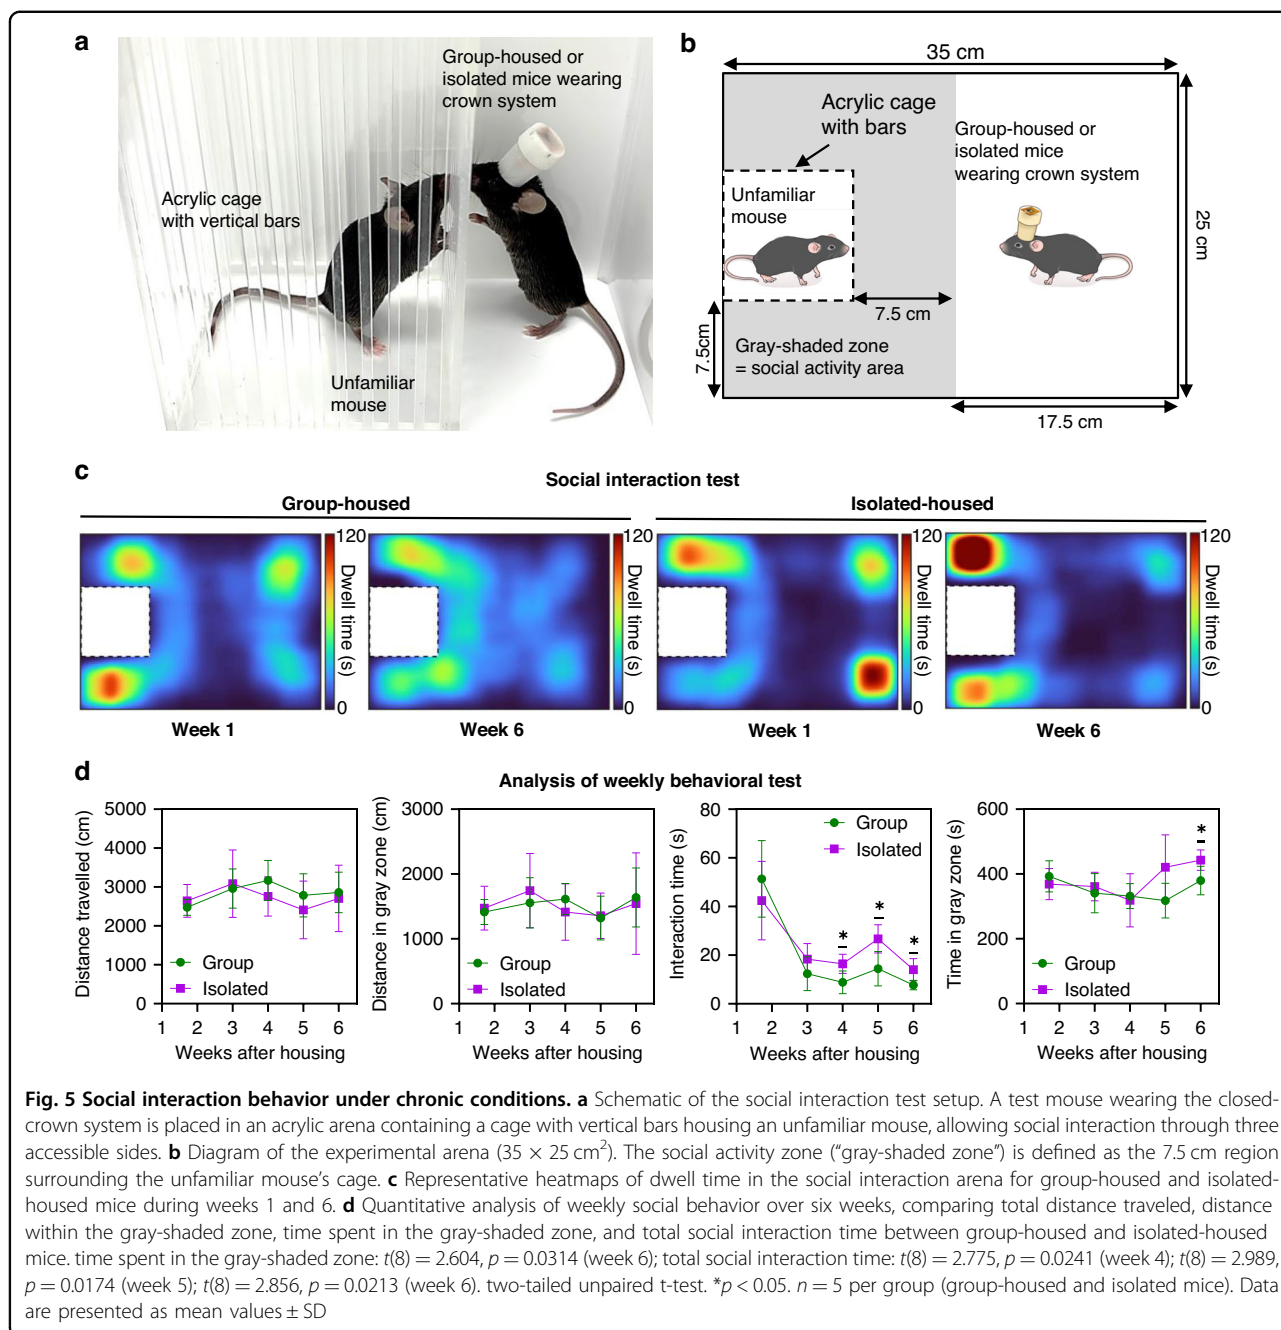 a
Group-housed or
isolated mice wearing
crown system
Acrylic cage
with vertical bars
Unfamiliar
mouse
b
35 cm
Acrylic cage
with bars
Group-housed or
isolated mice
wearing crown system
Unfamiliar
mouse
25 cm
7.5 cm
7.5cm
Gray-shaded zone
= social activity area
17.5 cm
c
Social interaction test
Group-housed
Isolated-housed
120
Dwell time (s)
0
120
Dwell time (s)
0
120
Dwell time (s)
0
120
Dwell time (s)
0
Week 1
Week 6
Week 1
Week 6
d
Analysis of weekly behavioral test
Distance travelled (cm)
5000
4000
3000
2000
1000
0
Group
Isolated
1 2 3 4 5 6
Weeks after housing
Distance in gray zone (cm)
3000
2000
1000
0
Group
Isolated
1 2 3 4 5 6
Weeks after housing
Interaction time (s)
80
60
40
20
0
Group
Isolated
* * *
1 2 3 4 5 6
Weeks after housing
Time in gray zone (s)
600
400
200
0
*
Group
Isolated
1 2 3 4 5 6
Weeks after housing
Fig. 5 Social interaction behavior under chronic conditions. a Schematic of the social interaction test setup. A test mouse wearing the closed-
crown system is placed in an acrylic arena containing a cage with vertical bars housing an unfamiliar mouse, allowing social interaction through three
accessible sides. b Diagram of the experimental arena (35 × 25 cm²). The social activity zone (“gray-shaded zone”) is defined as the 7.5 cm region
surrounding the unfamiliar mouse’s cage. c Representative heatmaps of dwell time in the social interaction arena for group-housed and isolated-
housed mice during weeks 1 and 6. d Quantitative analysis of weekly social behavior over six weeks, comparing total distance traveled, distance
within the gray-shaded zone, time spent in the gray-shaded zone, and total social interaction time between group-housed and isolated-housed
mice. time spent in the gray-shaded zone: t(8) = 2.604, p = 0.0314 (week 6); total social interaction time: t(8) = 2.775, p = 0.0241 (week 4); t(8) = 2.989,
p = 0.0174 (week 5); t(8) = 2.856, p = 0.0213 (week 6). two-tailed unpaired t-test. *p < 0.05. n = 5 per group (group-housed and isolated mice). Data
are presented as mean values ± SD